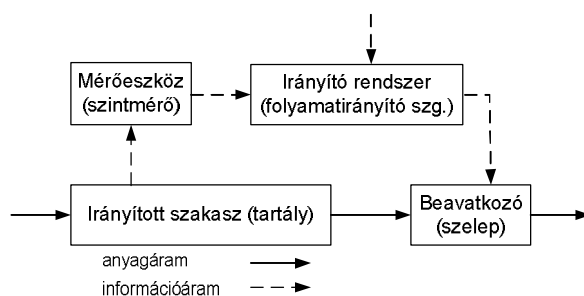 Mérőeszköz
(szintmérő)
Irányító rendszer
(folyamatirányító szg.)
Irányított szakasz (tartály)
Beavatkozó
(szelep)
anyagáram
információáram